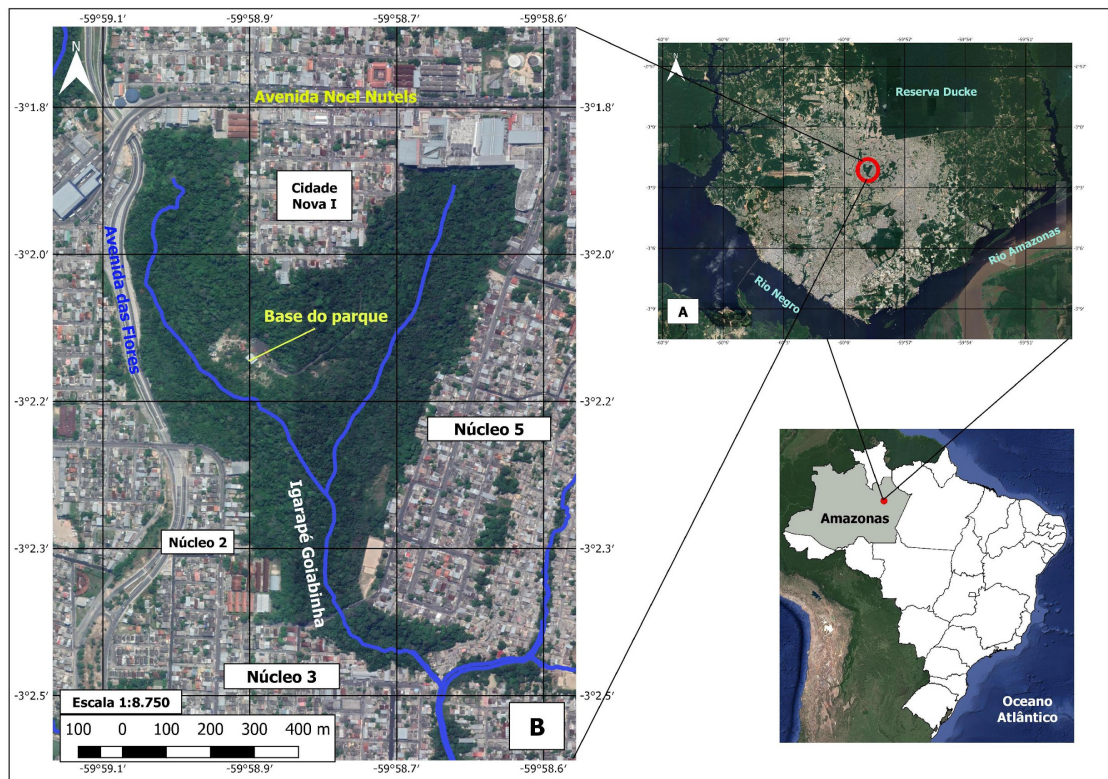 -59°59.1′ -59°58.9′ -59°58.7′ -59°58.6′
N
Avenida Noel Nutels
-3°1.8′ -3°1.8′
Cidade
Nova I
-3°2.0′ -3°2.0′
Avenida das Flores
Base do parque
-3°2.2′ -3°2.2′
Núcleo 5
Igarapé Goiabinha
Núcleo 2
-3°2.3′ -3°2.3′
Núcleo 3
-3°2.5′ -3°2.5′
Escala 1:8.750
100 0 100 200 300 400 m
B
-59°59.1′ -59°58.9′ -59°58.7′ -59°58.6′
N
Reserva Ducke
Rio Amazonas
Rio Negro
A
Amazonas
Oceano
Atlântico